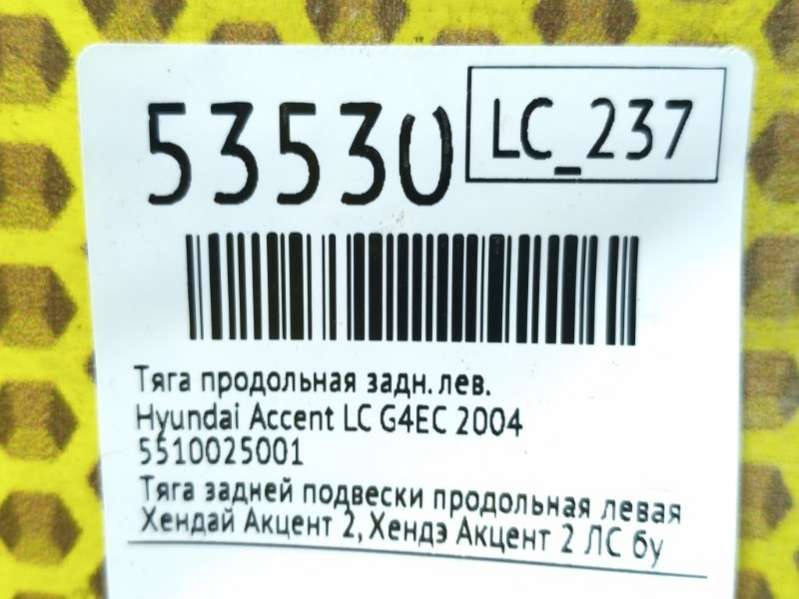 53530
LC_237
Тяга продольная задн. лев.
Hyundai Accent LC G4EC 2004
5510025001
Тяга задней подвески продольная левая
Хендай Акцент 2, Хендэ Акцент 2 ЛС бу